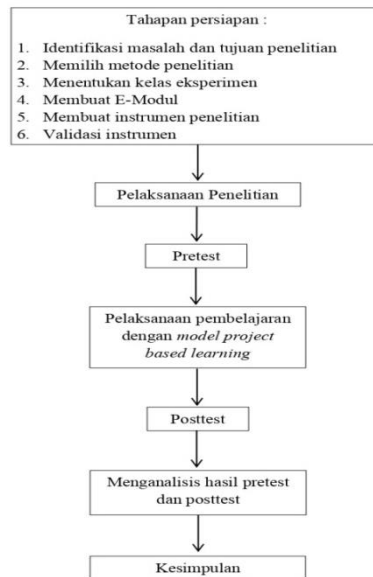 Tahapan persiapan :
1. Identifikasi masalah dan tujuan penelitian
2. Memilih metode penelitian
3. Menentukan kelas eksperimen
4. Membuat E-Modul
5. Membuat instrumen penelitian
6. Validasi instrumen
Pelaksanaan Penelitian
Pretest
Pelaksanaan pembelajaran
dengan model project
based learning
Posttest
Menganalisis hasil pretest
dan posttest
Kesimpulan